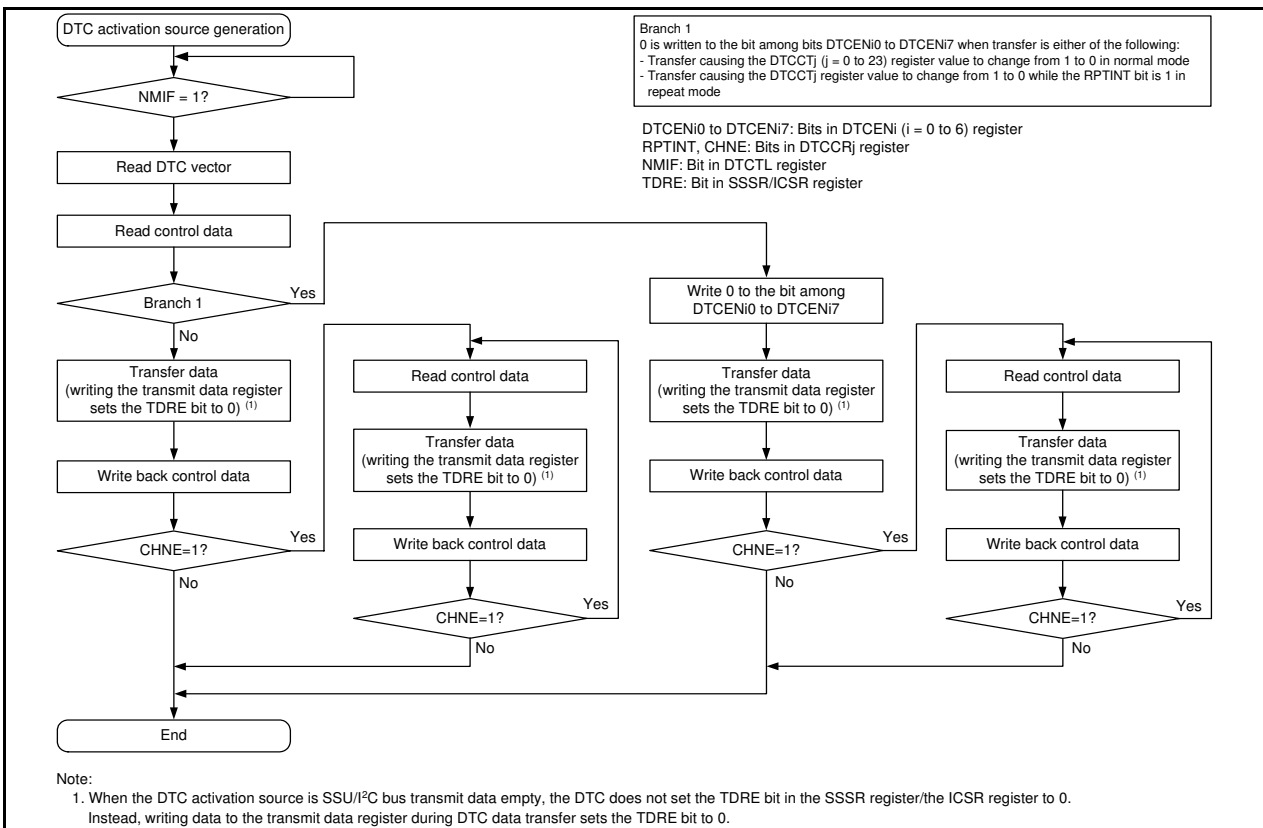 DTC activation source generation
NMIF = 1?
Read DTC vector
Read control data
Branch 1
Yes
No
Transfer data
(writing the transmit data register
sets the TDRE bit to 0) (1)
Write back control data
CHNE=1?
Yes
No
Read control data
Transfer data
(writing the transmit data register
sets the TDRE bit to 0) (1)
Write back control data
CHNE=1?
Yes
No
Branch 1
0 is written to the bit among bits DTCENi0 to DTCENi7 when transfer is either of the following:
- Transfer causing the DTCCTj (j = 0 to 23) register value to change from 1 to 0 in normal mode
- Transfer causing the DTCCTj register value to change from 1 to 0 while the RPTINT bit is 1 in
repeat mode
DTCENi0 to DTCENi7: Bits in DTCENi (i = 0 to 6) register
RPTINT, CHNE: Bits in DTCCRj register
NMIF: Bit in DTCTL register
TDRE: Bit in SSSR/ICSR register
Write 0 to the bit among
DTCENi0 to DTCENi7
Transfer data
(writing the transmit data register
sets the TDRE bit to 0) (1)
Write back control data
CHNE=1?
Yes
No
Read control data
Transfer data
(writing the transmit data register
sets the TDRE bit to 0) (1)
Write back control data
CHNE=1?
Yes
No
End
Note:
1. When the DTC activation source is SSU/I²C bus transmit data empty, the DTC does not set the TDRE bit in the SSSR register/the ICSR register to 0.
Instead, writing data to the transmit data register during DTC data transfer sets the TDRE bit to 0.